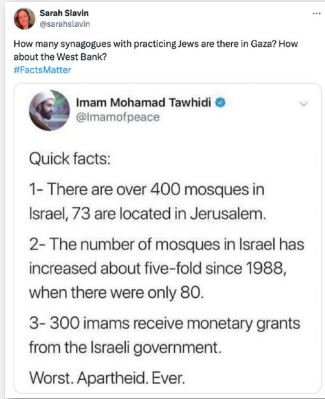 Sarah Slavin
@sarahslavin
How many synagogues with practicing Jews are there in Gaza? How
about the West Bank?
#FactsMatter
Imam Mohamad Tawhidi
@Imamofpeace
Quick facts:
1- There are over 400 mosques in
Israel, 73 are located in Jerusalem.
2- The number of mosques in Israel has
increased about five-fold since 1988,
when there were only 80.
3- 300 imams receive monetary grants
from the Israeli government.
Worst. Apartheid. Ever.